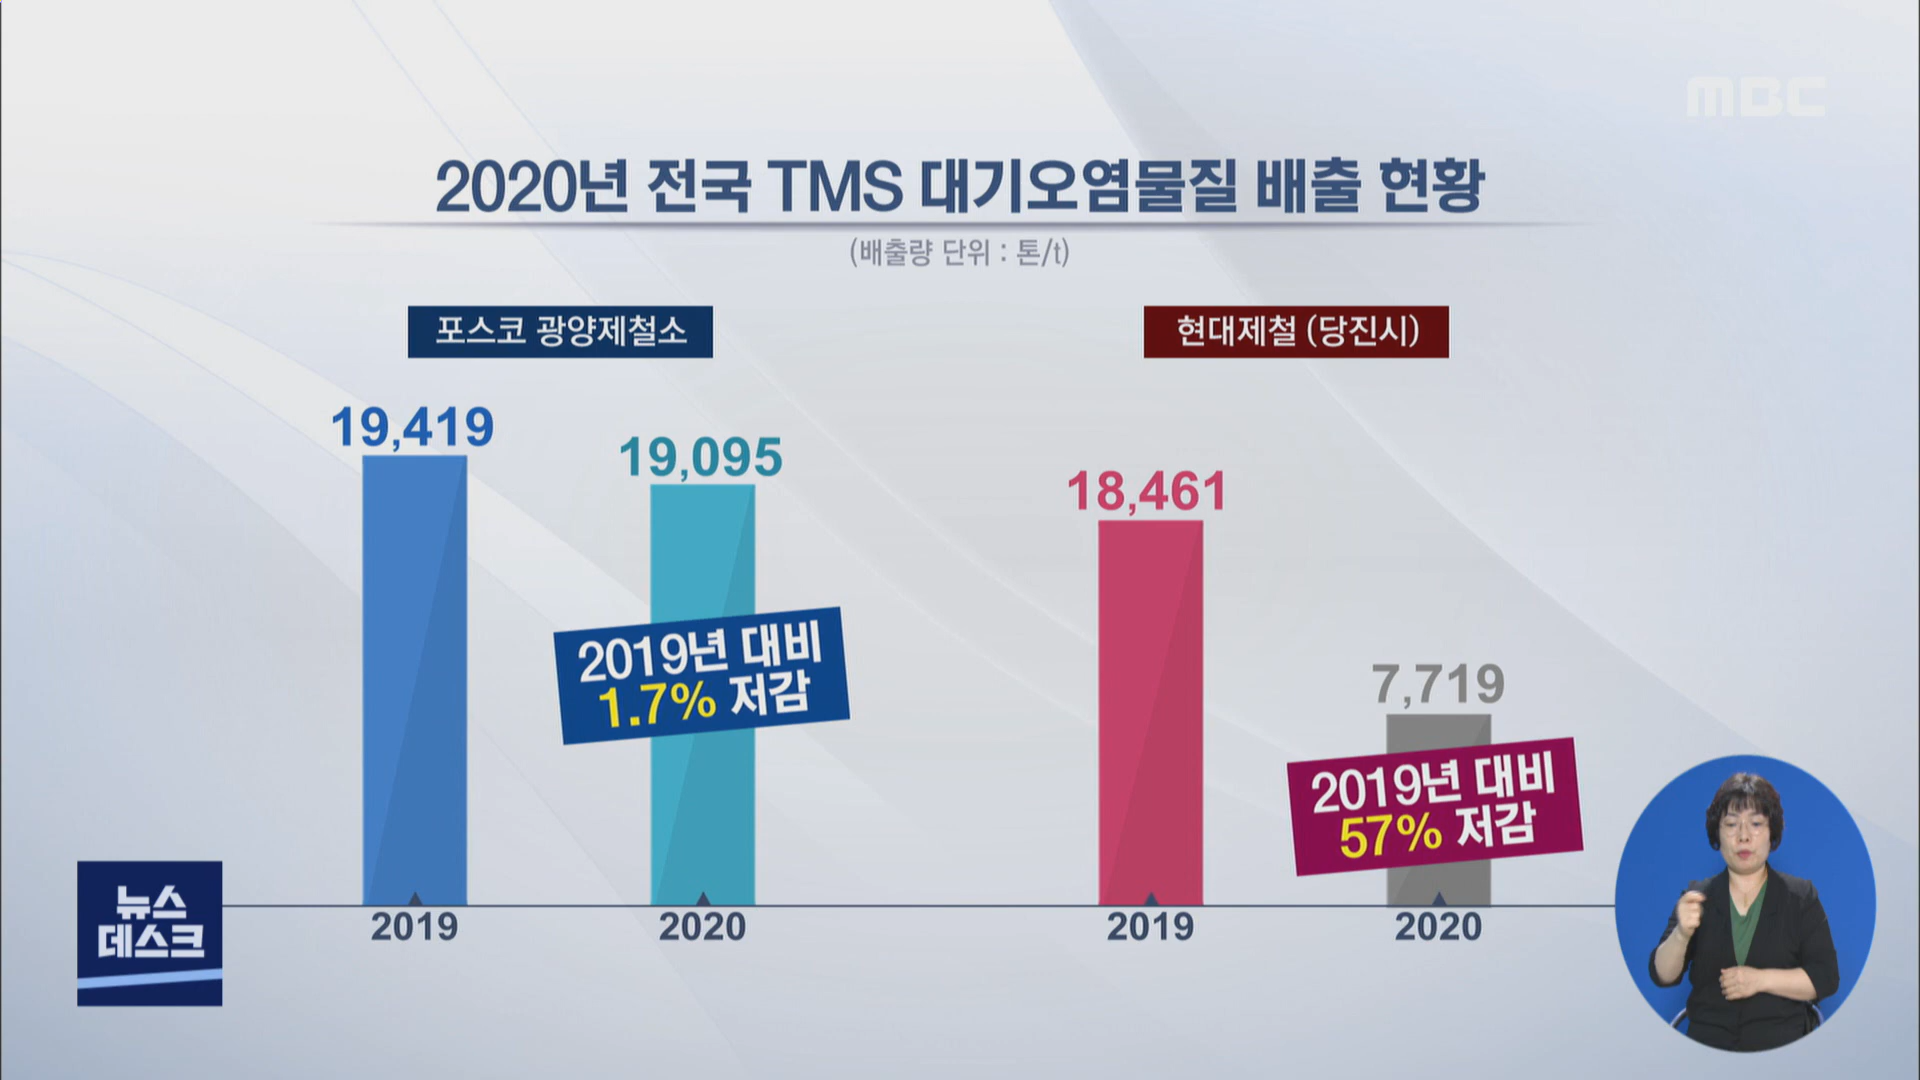 MBC
2020년 전국 TMS 대기오염물질 배출 현황
(배출량 단위 : 톤/t)
포스코 광양제철소
현대제철 (당진시)
19,419
19,095
18,461
7,719
2019년 대비
1.7% 저감
2019년 대비
57% 저감
2019
2020
2019
2020
뉴스
데스크